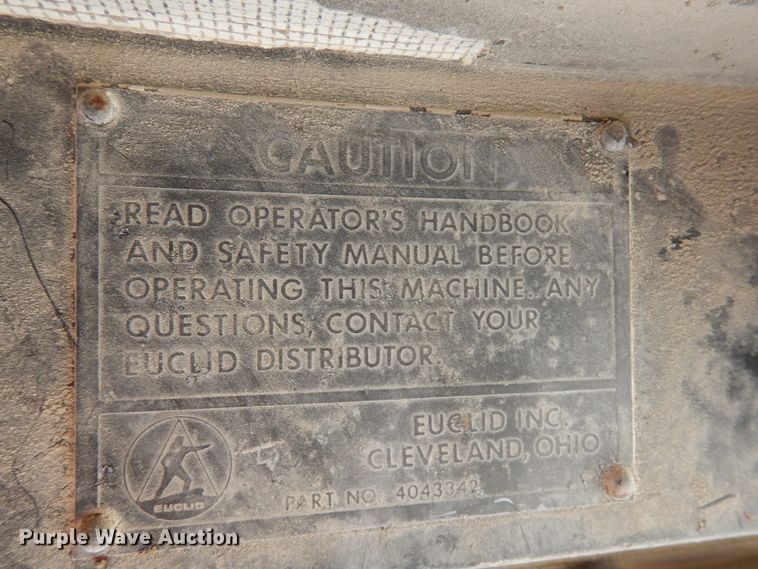 CAUTION
READ OPERATOR'S HANDBOOK
AND SAFETY MANUAL BEFORE
OPERATING THIS MACHINE. ANY
QUESTIONS, CONTACT YOUR
EUCLID DISTRIBUTOR.
EUCLID INC.
CLEVELAND, OHIO
PART NO. 4043342
EUCLID
Purple Wave Auction